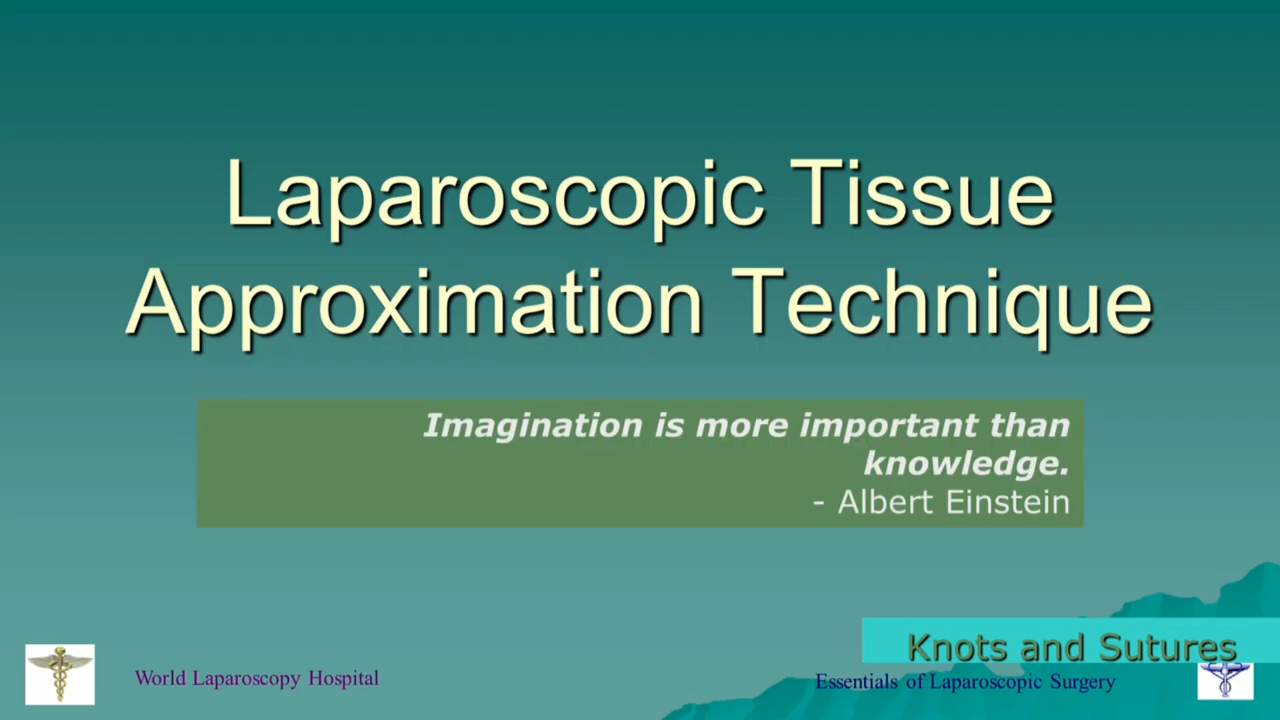 Laparoscopic Tissue
Approximation Technique
Imagination is more important than
knowledge.
- Albert Einstein
Knots and Sutures
World Laparoscopy Hospital
Essentials of Laparoscopic Surgery